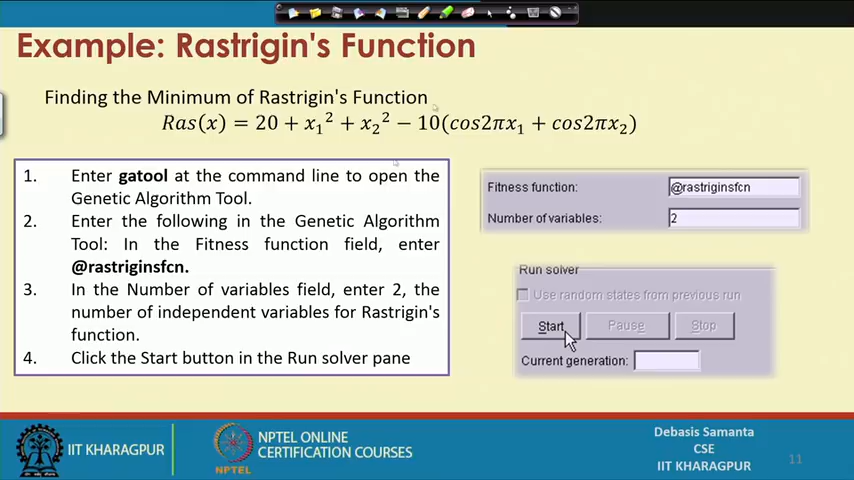 Example: Rastrigin's Function
Finding the Minimum of Rastrigin's Function
Ras(x) = 20 + x₁² + x₂² − 10(cos2πx₁ + cos2πx₂)
1. Enter gatool at the command line to open the
Genetic Algorithm Tool.
2. Enter the following in the Genetic Algorithm
Tool: In the Fitness function field, enter
@rastriginsfcn.
3. In the Number of variables field, enter 2, the
number of independent variables for Rastrigin's
function.
4. Click the Start button in the Run solver pane
Fitness function: @rastriginsfcn
Number of variables: 2
Run solver
Use random states from previous run
Start Pause Stop
Current generation:
IIT KHARAGPUR
NPTEL
NPTEL ONLINE
CERTIFICATION COURSES
Debasis Samanta
CSE
IIT KHARAGPUR
11